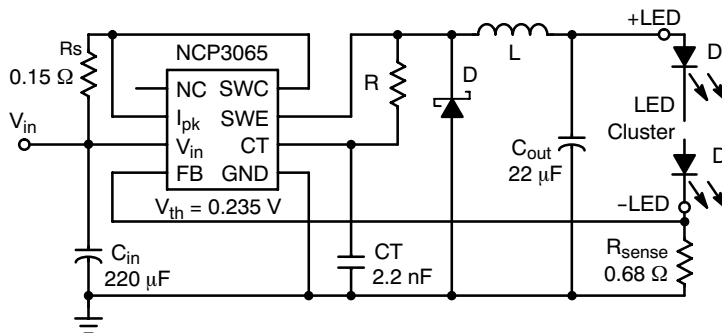 +LED
Rs
0.15 Ω
NCP3065
NC
SWC
Ipk
SWE
Vin
CT
FB
GND
Vth = 0.235 V
Vin
R
D
L
D
LED
Cluster
D
Cout
22 μF
−LED
Cin
220 μF
CT
2.2 nF
Rsense
0.68 Ω